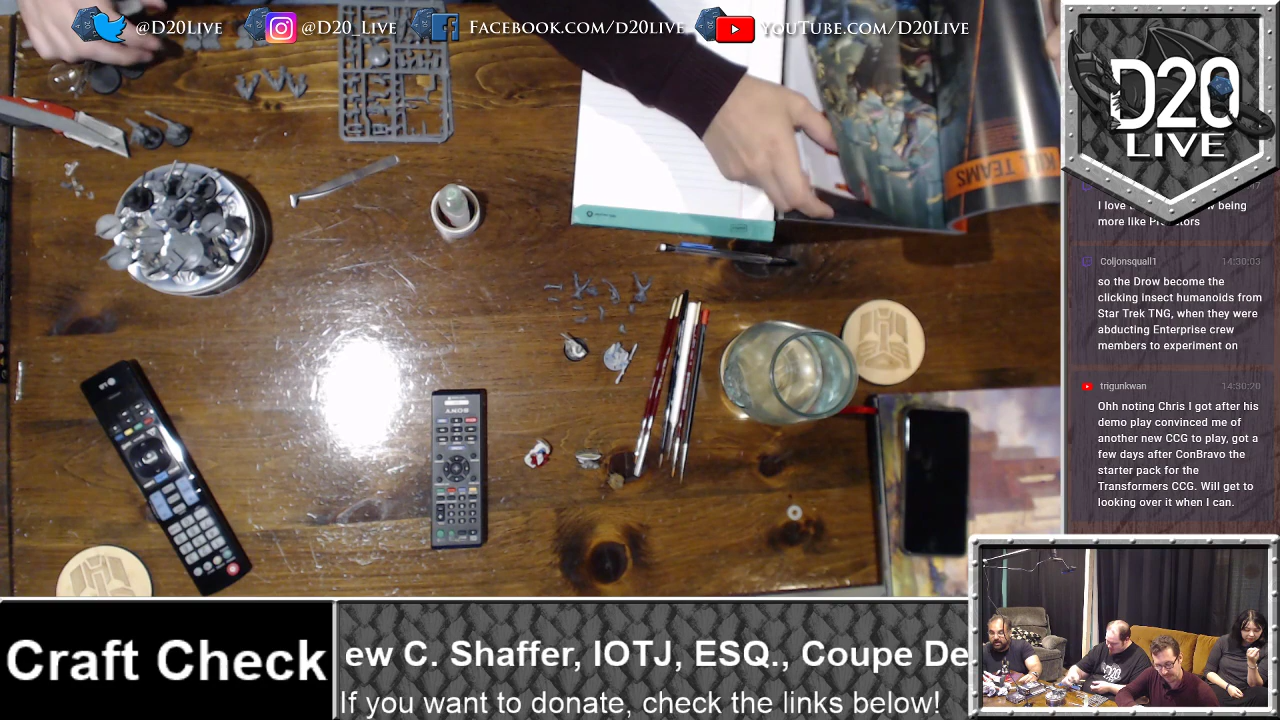 @D20Live
@D20_Live
Facebook.com/d20live
youTube.com/D20Live
D20
LIVE
KILL TEAMS
I love
being
more like
Coljonsquall1
14:30:03
so the Drow become the
clicking insect humanoids from
Star Trek TNG, when they were
abducting Enterprise crew
members to experiment on
trigunkwan
14:30:20
Ohh noting Chris I got after his
demo play convinced me of
another new CCG to play, got a
few days after ConBravo the
starter pack for the
Transformers CCG. Will get to
looking over it when I can.
SONY
Craft Check
ew C. Shaffer, IOTJ, ESQ., Coupe De
If you want to donate, check the links below!